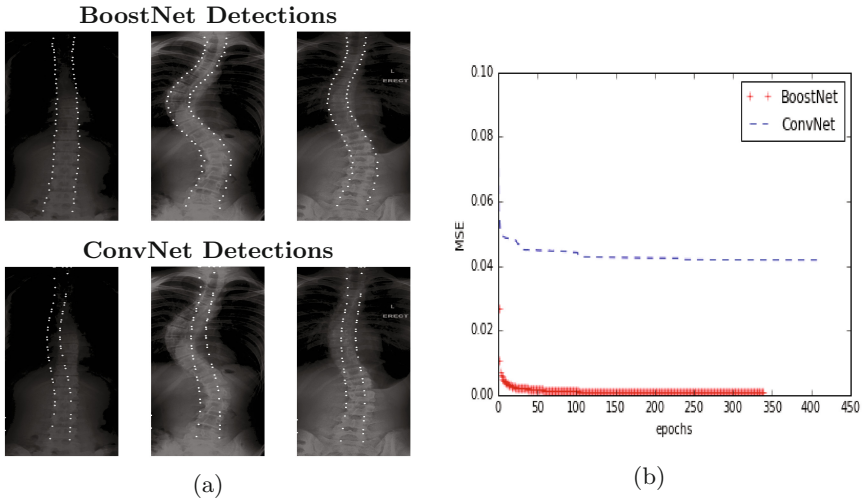 BoostNet Detections
L
ERECT
ConvNet Detections
L
ERECT
(a)
0.10
0.08
0.06
0.04
0.02
0.00
MSE
BoostNet
ConvNet
0 50 100 150 200 250 300 350 400 450
epochs
(b)